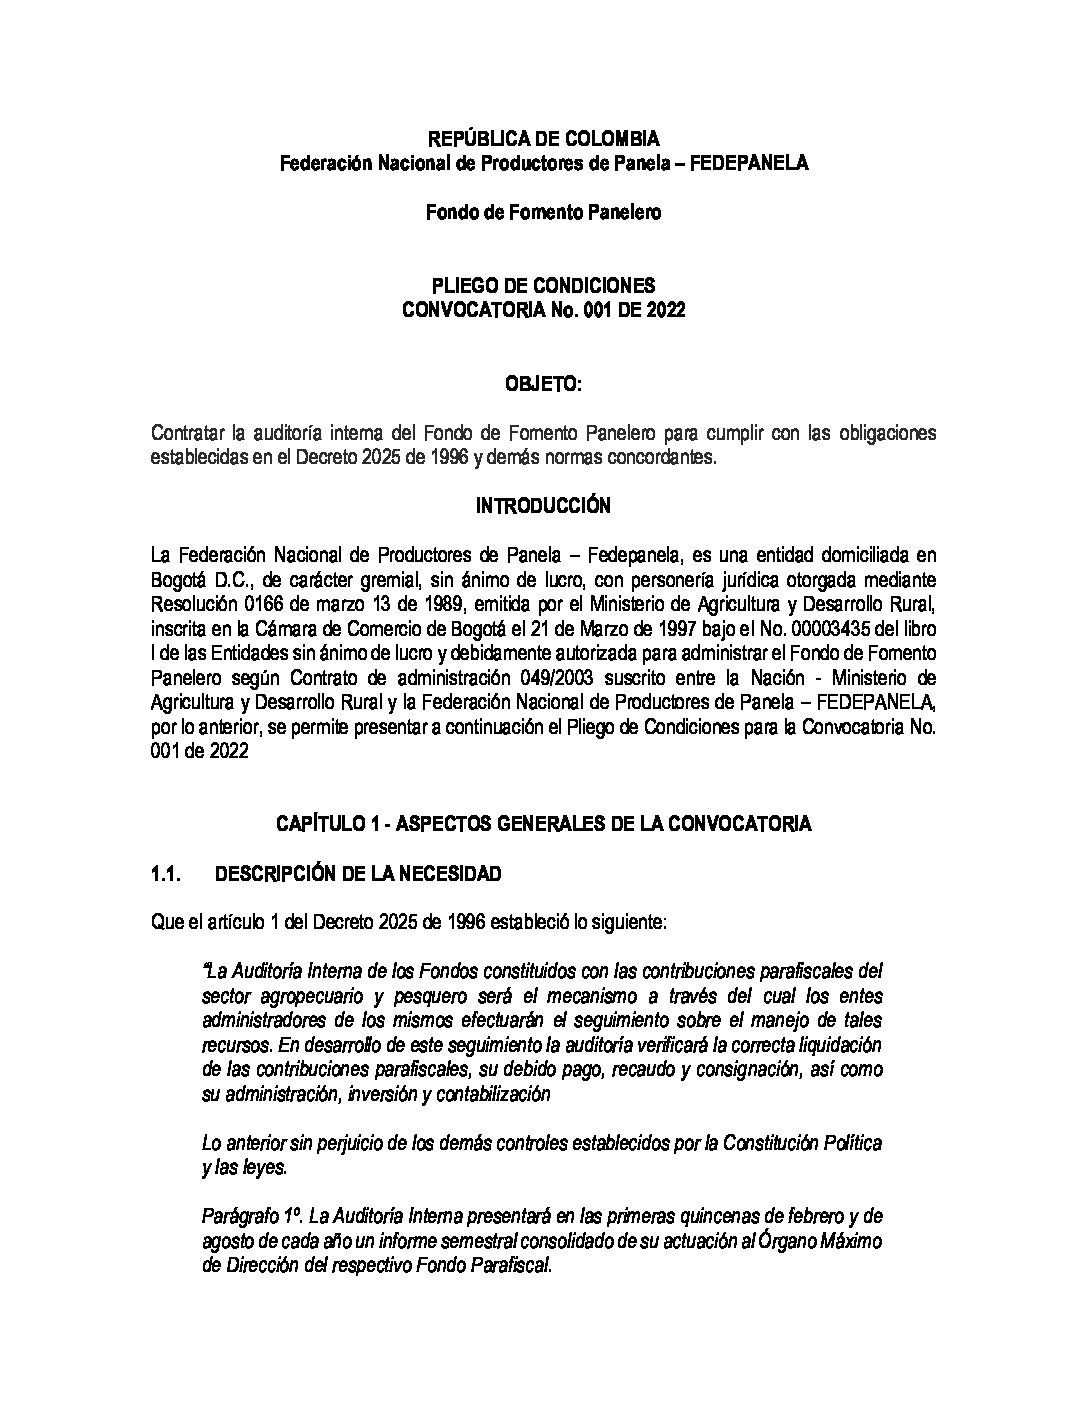 REPÚBLICA DE COLOMBIA
Federación Nacional de Productores de Panela – FEDEPANELA
Fondo de Fomento Panelero
PLIEGO DE CONDICIONES
CONVOCATORIA No. 001 DE 2022
OBJETO:
Contratar la auditoría interna del Fondo de Fomento Panelero para cumplir con las obligaciones
establecidas en el Decreto 2025 de 1996 y demás normas concordantes.
INTRODUCCIÓN
La Federación Nacional de Productores de Panela – Fedepanela, es una entidad domiciliada en
Bogotá D.C., de carácter gremial, sin ánimo de lucro, con personería jurídica otorgada mediante
Resolución 0166 de marzo 13 de 1989, emitida por el Ministerio de Agricultura y Desarrollo Rural,
inscrita en la Cámara de Comercio de Bogotá el 21 de Marzo de 1997 bajo el No. 00003435 del libro
I de las Entidades sin ánimo de lucro y debidamente autorizada para administrar el Fondo de Fomento
Panelero según Contrato de administración 049/2003 suscrito entre la Nación - Ministerio de
Agricultura y Desarrollo Rural y la Federación Nacional de Productores de Panela – FEDEPANELA,
por lo anterior, se permite presentar a continuación el Pliego de Condiciones para la Convocatoria No.
001 de 2022
CAPÍTULO 1 - ASPECTOS GENERALES DE LA CONVOCATORIA
1.1. DESCRIPCIÓN DE LA NECESIDAD
Que el artículo 1 del Decreto 2025 de 1996 estableció lo siguiente:
“La Auditoría Interna de los Fondos constituidos con las contribuciones parafiscales del
sector agropecuario y pesquero será el mecanismo a través del cual los entes
administradores de los mismos efectuarán el seguimiento sobre el manejo de tales
recursos. En desarrollo de este seguimiento la auditoría verificará la correcta liquidación
de las contribuciones parafiscales, su debido pago, recaudo y consignación, así como
su administración, inversión y contabilización
Lo anterior sin perjuicio de los demás controles establecidos por la Constitución Política
y las leyes.
Parágrafo 1º. La Auditoría Interna presentará en las primeras quincenas de febrero y de
agosto de cada año un informe semestral consolidado de su actuación al Órgano Máximo
de Dirección del respectivo Fondo Parafiscal.